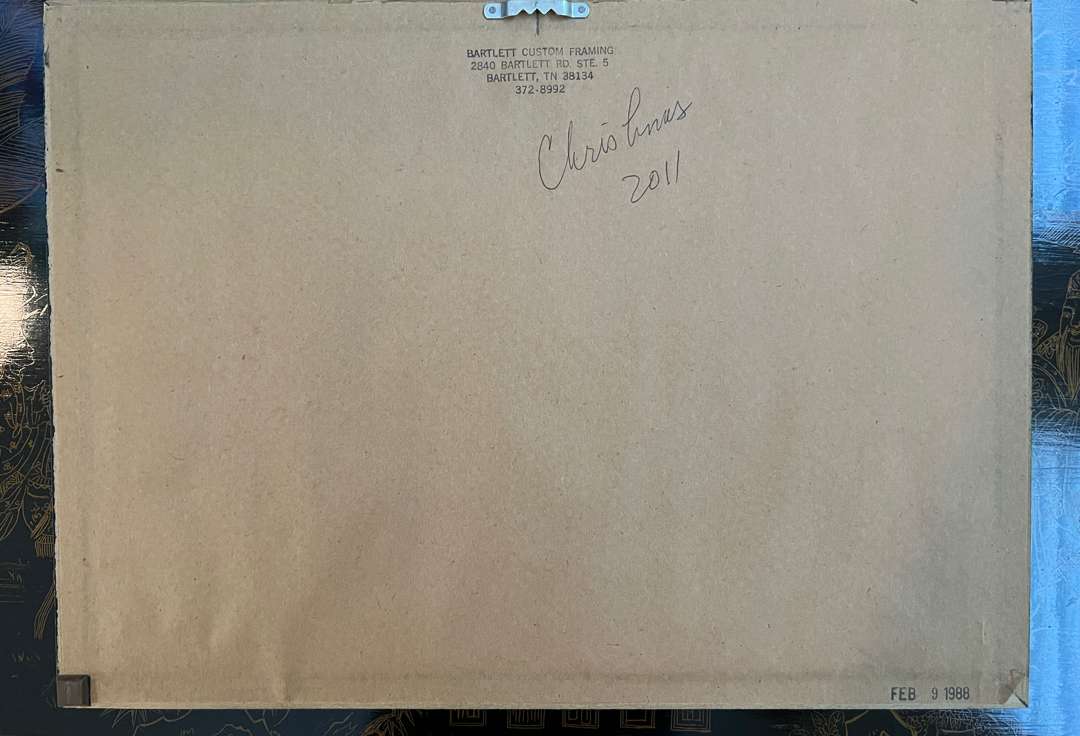 BARTLETT CUSTOM FRAMING
2840 BARTLETT RD. STE. 5
BARTLETT, TN 38134
372-8992
Christmas
2011
FEB 9 1988